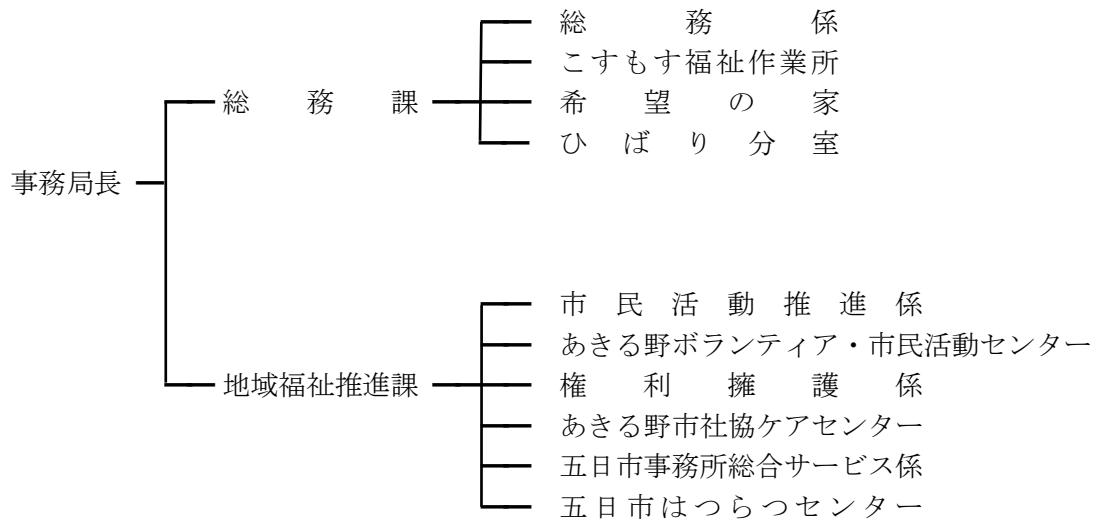 総務係
こすもす福祉作業所
総務課
希望の家
ひばり分室
事務局長
市民活動推進係
あきる野ボランティア・市民活動センター
地域福祉推進課
権利擁護係
あきる野市社協ケアセンター
五日市事務所総合サービス係
五日市はつらつセンター